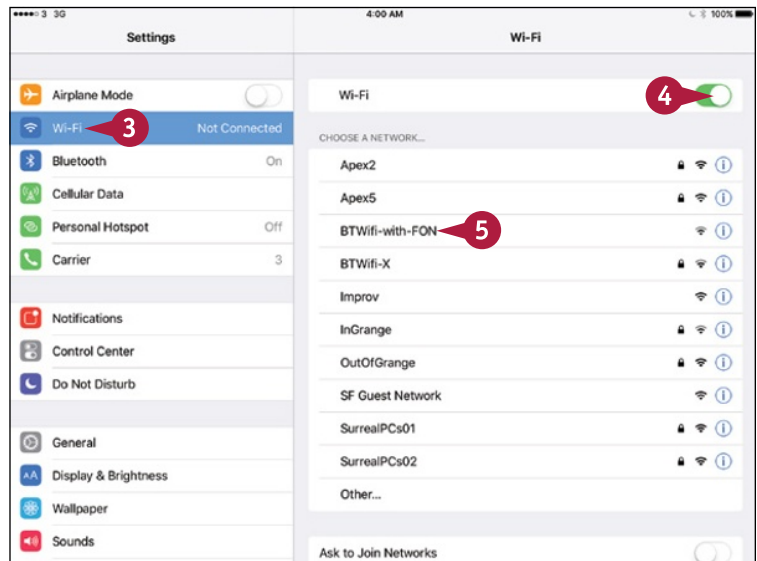 3 3G 4:00 AM 100%
Settings
Airplane Mode
Wi-Fi 3 Not Connected
Bluetooth On
Cellular Data
Personal Hotspot Off
Carrier 3
Notifications
Control Center
Do Not Disturb
General
AA Display & Brightness
Wallpaper
Sounds
Wi-Fi
Wi-Fi 4
CHOOSE A NETWORK...
Apex2
Apex5
BTWifi-with-FON 5
BTWifi-X
Improv
InGrange
OutOfGrange
SF Guest Network
SurrealPCs01
SurrealPCs02
Other...
Ask to Join Networks